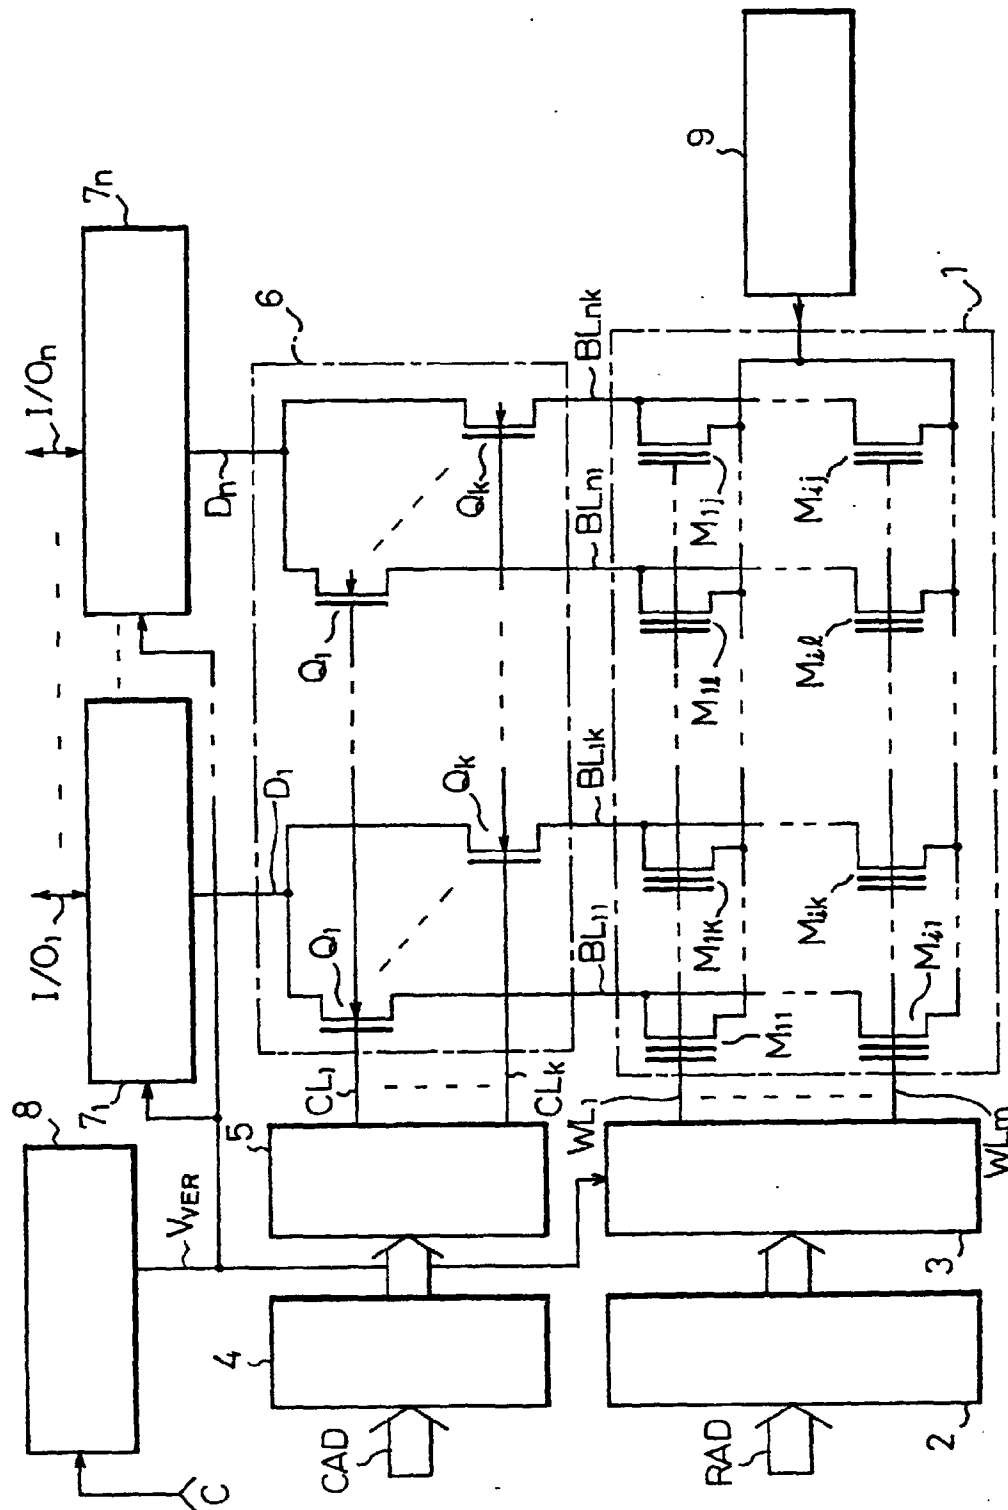 I/O₁
I/Oₙ
8
7₁
7ₙ
C
V_VER
D₁
Dₙ
6
9
4
CAD
5
CL₁
CLₖ
Q₁
Qₖ
Q₁
Qₖ
BL₁₁
BL₁ₖ
BLₙ₁
BLₙₖ
1
2
RAD
3
WL₁
WLm
M₁₁
M₁ₖ
M₁ℓ
M₁ⱼ
Mᵢ₁
Mᵢₖ
Mᵢℓ
Mᵢⱼ